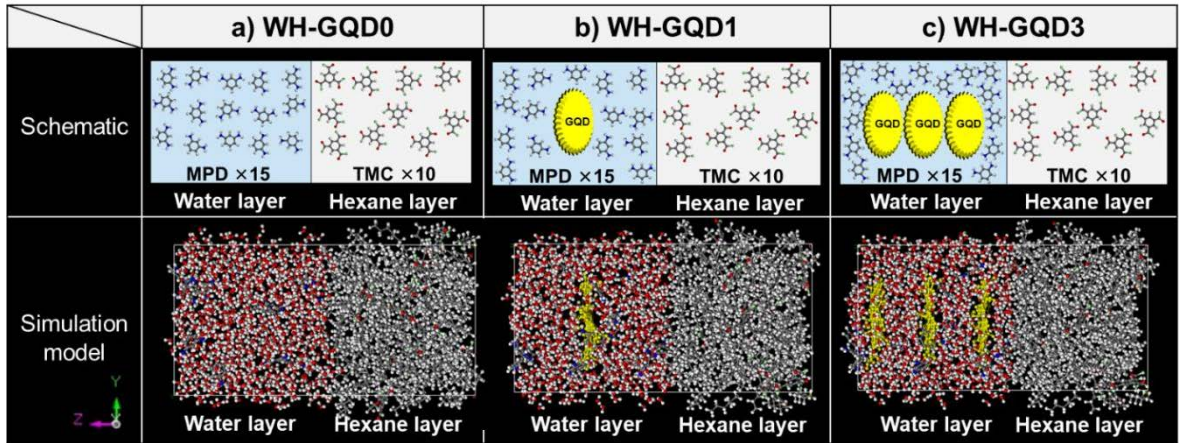 a) WH-GQD0
b) WH-GQD1
c) WH-GQD3
Schematic
MPD ×15
TMC ×10
Water layer
Hexane layer
GQD
MPD ×15
TMC ×10
Water layer
Hexane layer
GQD GQD GQD
MPD ×15
TMC ×10
Water layer
Hexane layer
Simulation
model
Y
Z
X
Water layer
Hexane layer
Water layer
Hexane layer
Water layer
Hexane layer